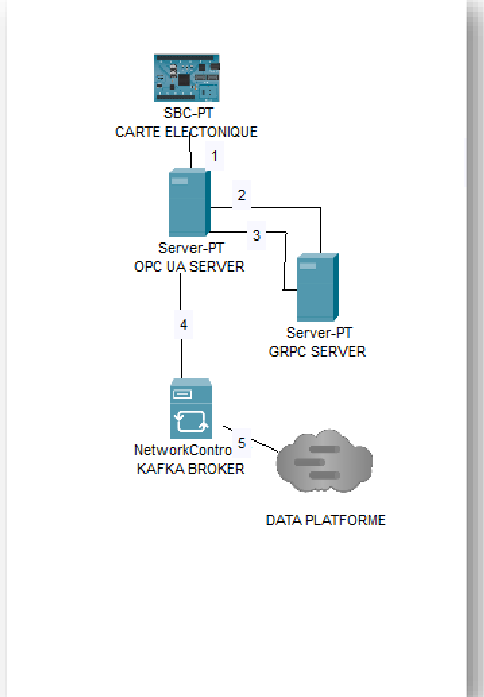 SBC-PT
CARTE ELECTONIQUE
1
2
3
Server-PT
OPC UA SERVER
4
Server-PT
GRPC SERVER
5
NetworkContro
KAFKA BROKER
DATA PLATFORME